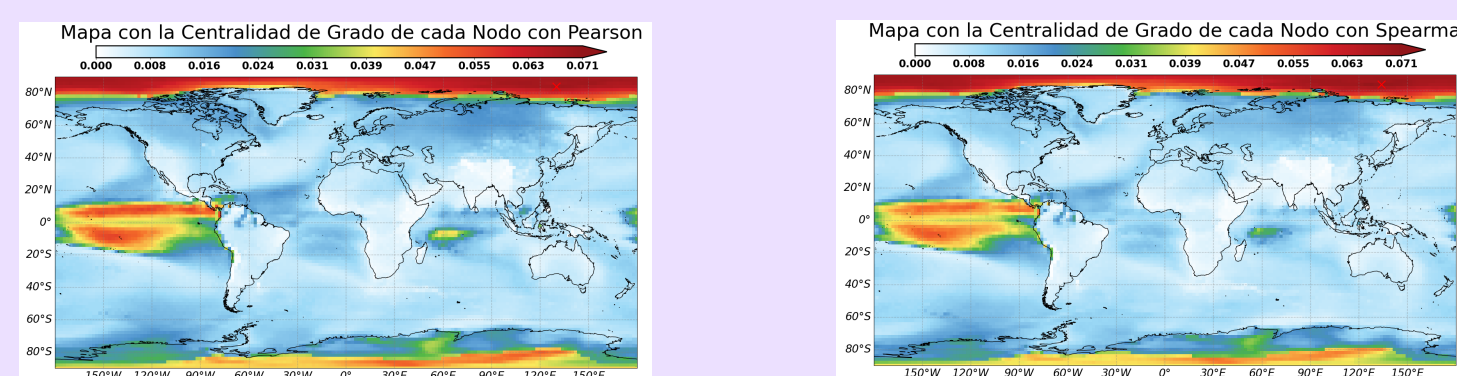 Mapa con la Centralidad de Grado de cada Nodo con Pearson
0.000 0.008 0.016 0.024 0.031 0.039 0.047 0.055 0.063 0.071
80°N
60°N
40°N
20°N
0°
20°S
40°S
60°S
80°S
150°W 120°W 90°W 60°W 30°W 0° 30°E 60°E 90°E 120°E 150°E
Mapa con la Centralidad de Grado de cada Nodo con Spearma
0.000 0.008 0.016 0.024 0.031 0.039 0.047 0.055 0.063 0.071
80°N
60°N
40°N
20°N
0°
20°S
40°S
60°S
80°S
150°W 120°W 90°W 60°W 30°W 0° 30°E 60°E 90°E 120°E 150°E